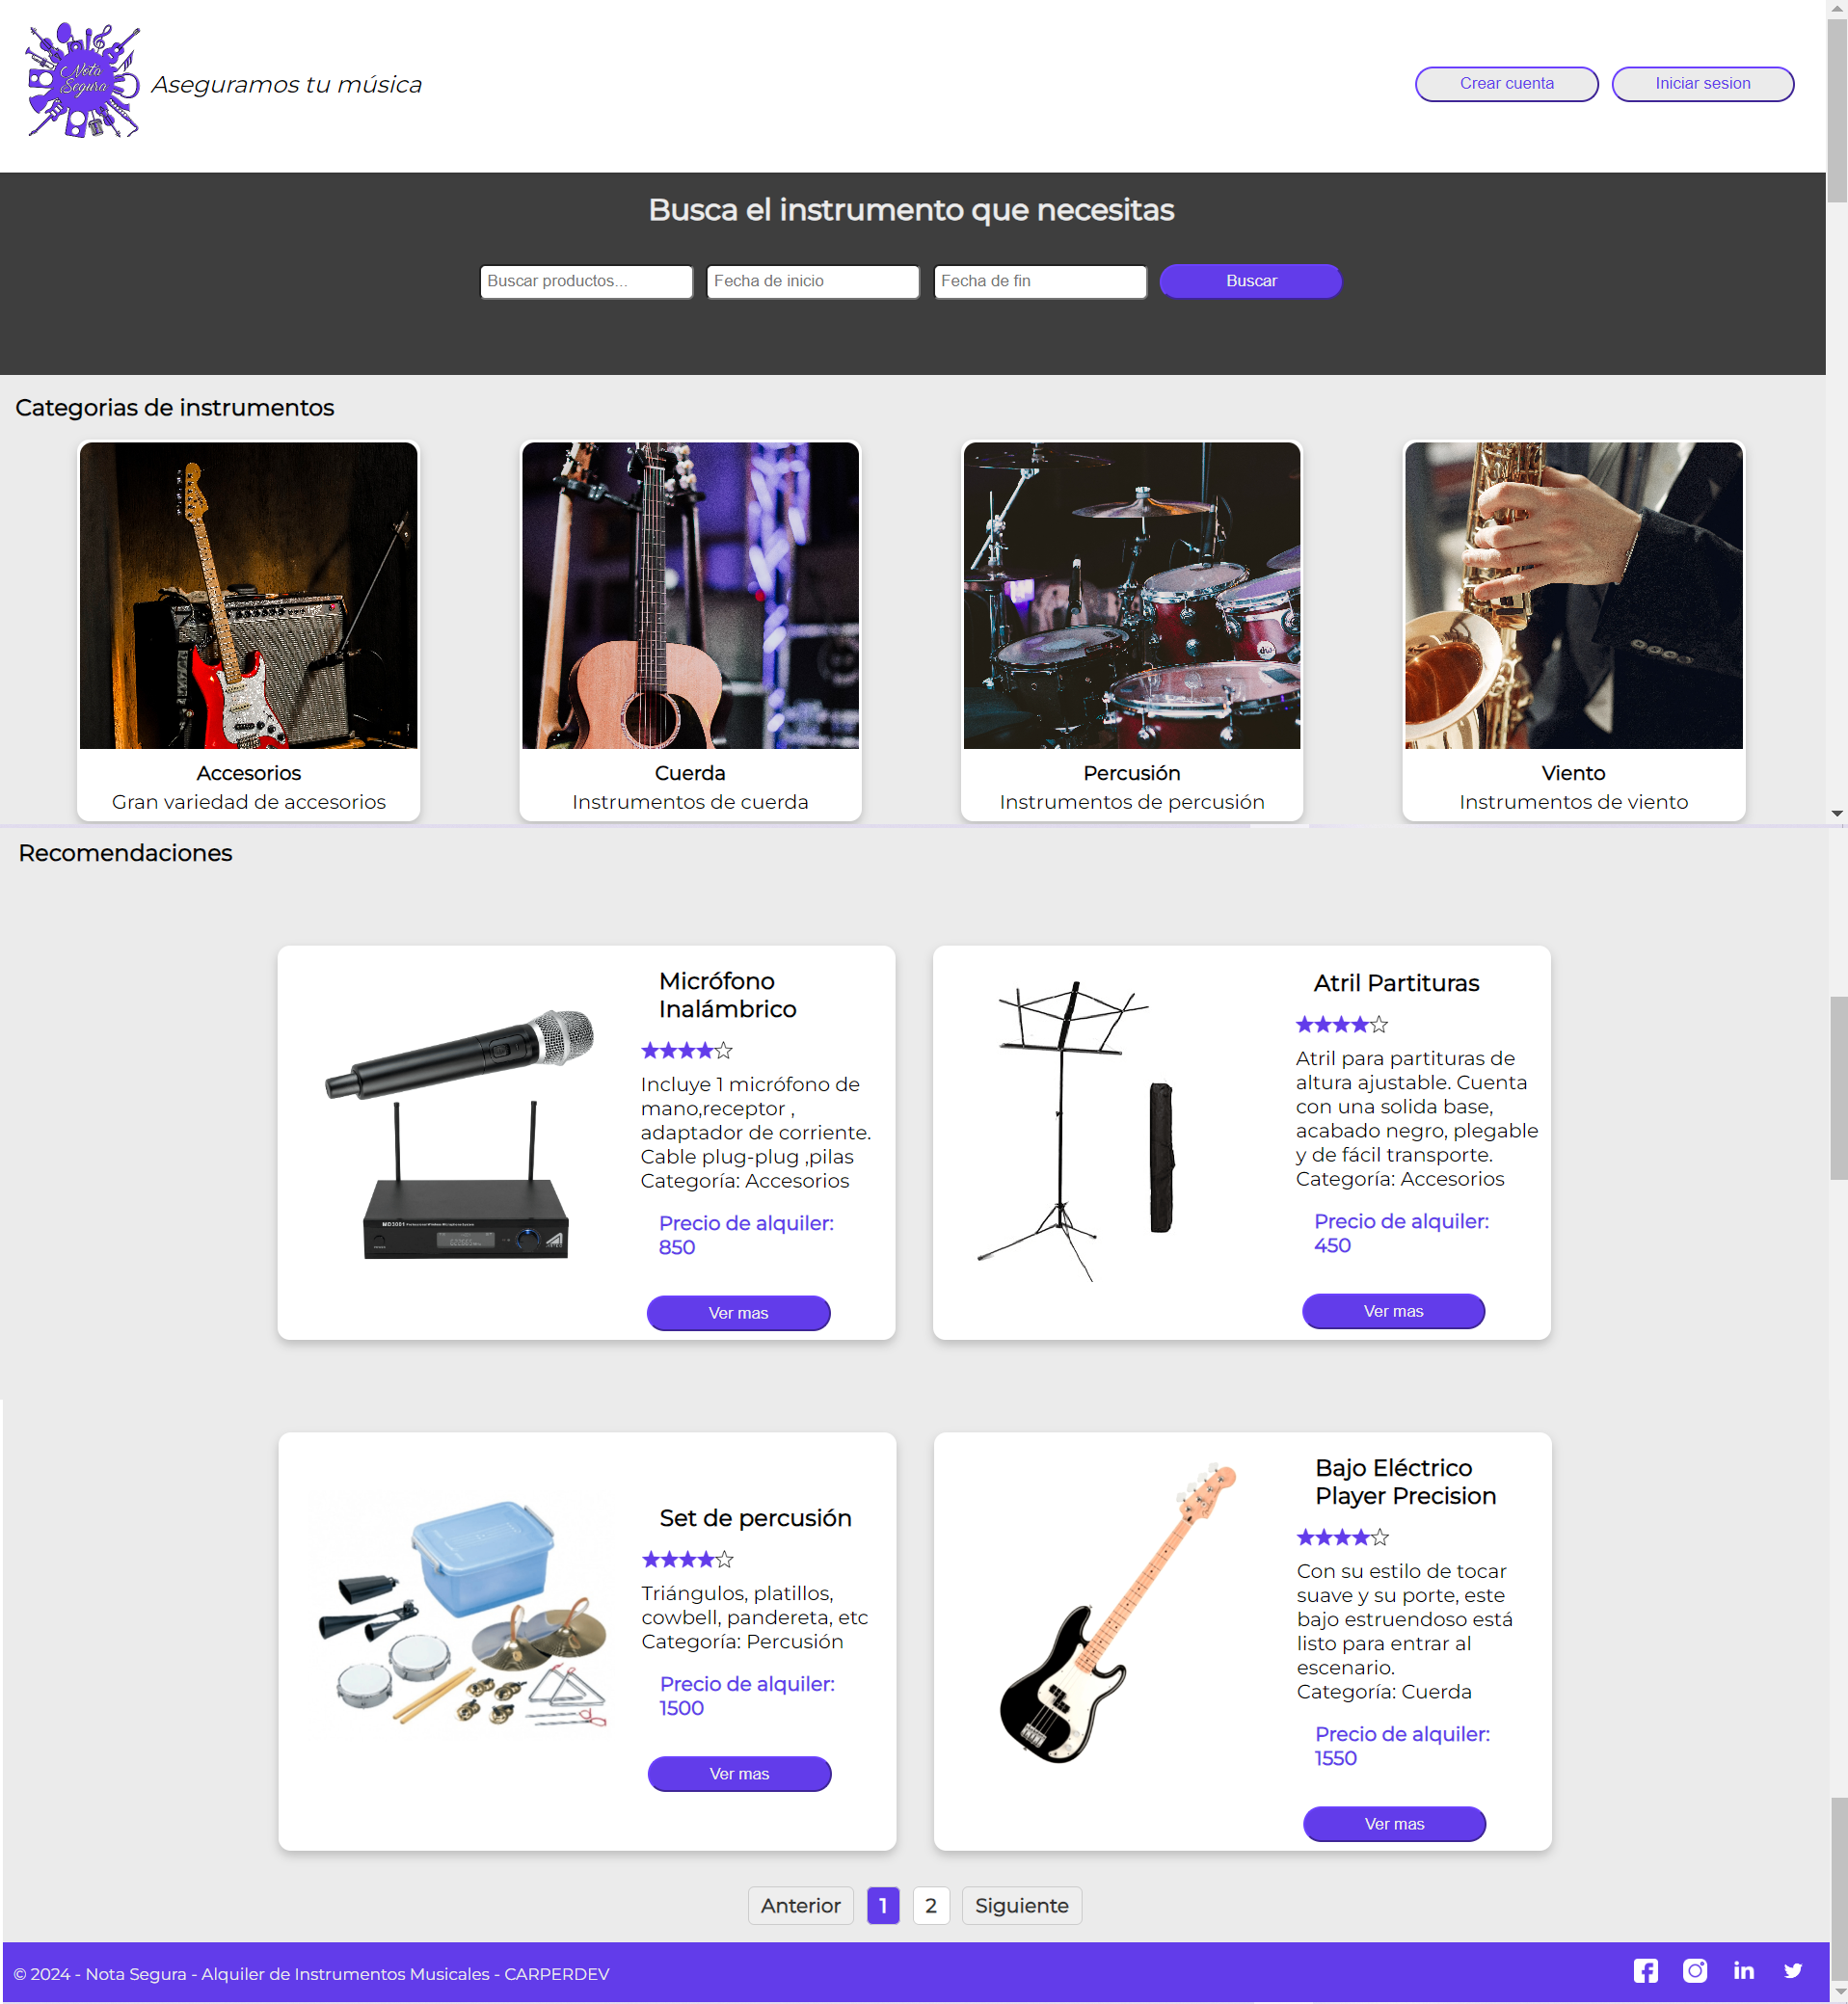 Nota
Segura
Aseguramos tu música
Crear cuenta
Iniciar sesion
Busca el instrumento que necesitas
Buscar productos...
Fecha de inicio
Fecha de fin
Buscar
Categorias de instrumentos
Accesorios
Gran variedad de accesorios
Cuerda
Instrumentos de cuerda
dw
Percusión
Instrumentos de percusión
Viento
Instrumentos de viento
Recomendaciones
Micrófono
Inalámbrico
Incluye 1 micrófono de
mano,receptor ,
adaptador de corriente.
Cable plug-plug ,pilas
Categoría: Accesorios
Precio de alquiler:
850
Ver mas
MD3001
Atril Partituras
Atril para partituras de
altura ajustable. Cuenta
con una solida base,
acabado negro, plegable
y de fácil transporte.
Categoría: Accesorios
Precio de alquiler:
450
Ver mas
Set de percusión
Triángulos, platillos,
cowbell, pandereta, etc
Categoría: Percusión
Precio de alquiler:
1500
Ver mas
Bajo Eléctrico
Player Precision
Con su estilo de tocar
suave y su porte, este
bajo estruendoso está
listo para entrar al
escenario.
Categoría: Cuerda
Precio de alquiler:
1550
Ver mas
Anterior
1
2
Siguiente
© 2024 - Nota Segura - Alquiler de Instrumentos Musicales - CARPERDEV